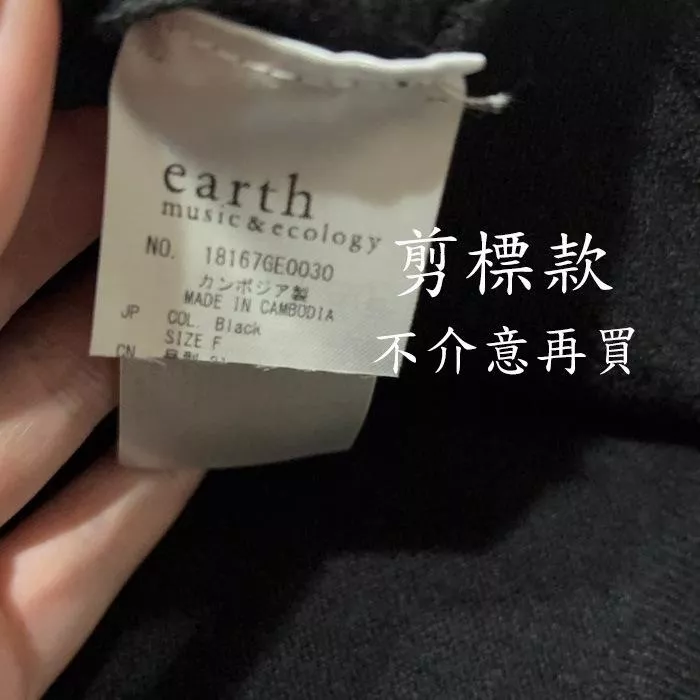 earth
music&ecology
NO. 18167GE0030
カンボジア製
MADE IN CAMBODIA
JP COL. Black
SIZE F
CN
剪標款
不介意再買